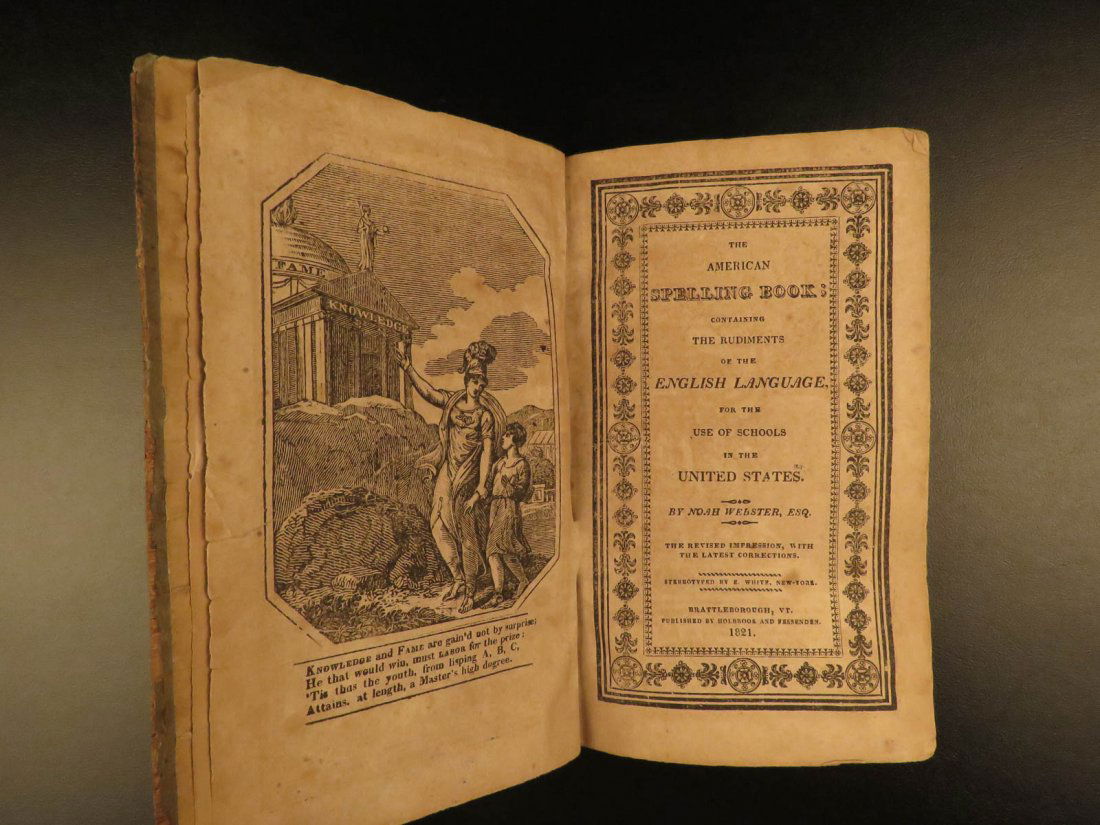 FAME
KNOWLEDGE
KNOWLEDGE and FAME are gain'd not by surprise;
He that would win, must LABOR for the prize:
'Tis thus the youth, from lisping A, B, C,
Attains, at length, a Master's high degree.
THE
AMERICAN
SPELLING BOOK:
CONTAINING
THE RUDIMENTS
OF THE
ENGLISH LANGUAGE,
FOR THE
USE OF SCHOOLS
IN THE
UNITED STATES.
BY NOAH WEBSTER, ESQ.
THE REVISED IMPRESSION, WITH
THE LATEST CORRECTIONS.
STEREOTYPED BY E. WHITE, NEW-YORK.
BRATTLEBOROUGH, VT.
PUBLISHED BY HOLBROOK AND FESSENDEN.
1821.